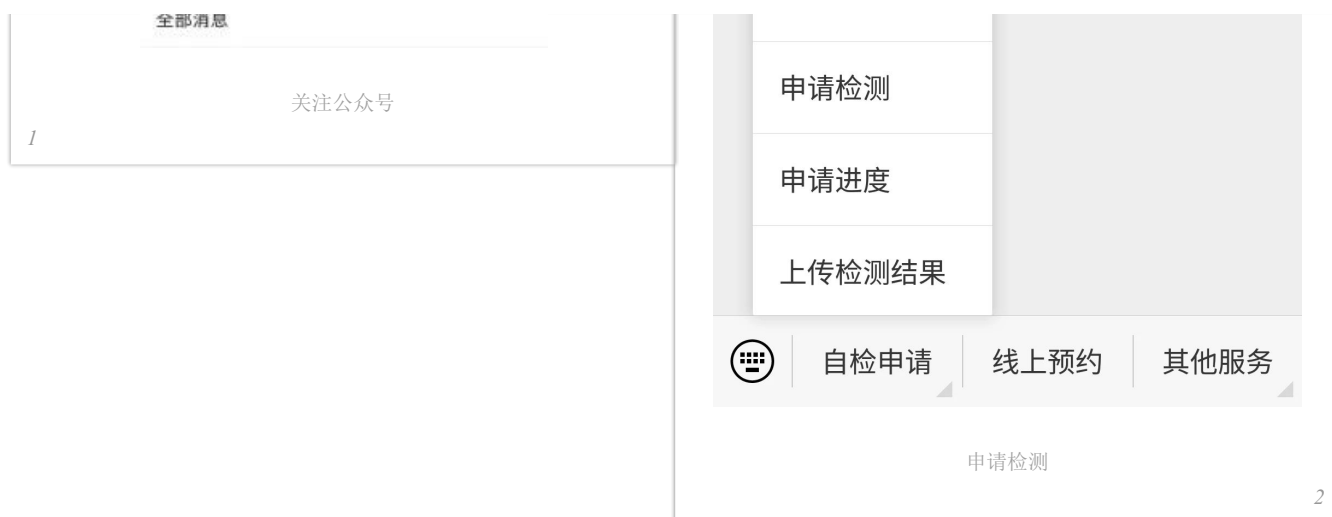 全部消息
关注公众号
1
申请检测
申请进度
上传检测结果
自检申请 线上预约 其他服务
申请检测
2